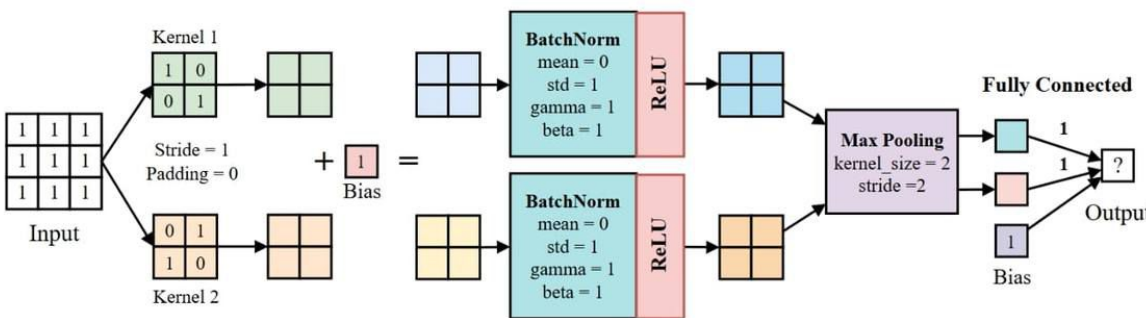 Kernel 1
1 0
0 1
1 1 1
1 1 1
1 1 1
Input
Stride = 1
Padding = 0
0 1
1 0
Kernel 2
+
1
Bias
=
BatchNorm
mean = 0
std = 1
gamma = 1
beta = 1
ReLU
BatchNorm
mean = 0
std = 1
gamma = 1
beta = 1
ReLU
Max Pooling
kernel_size = 2
stride =2
Fully Connected
1
1
1
Bias
?
Output